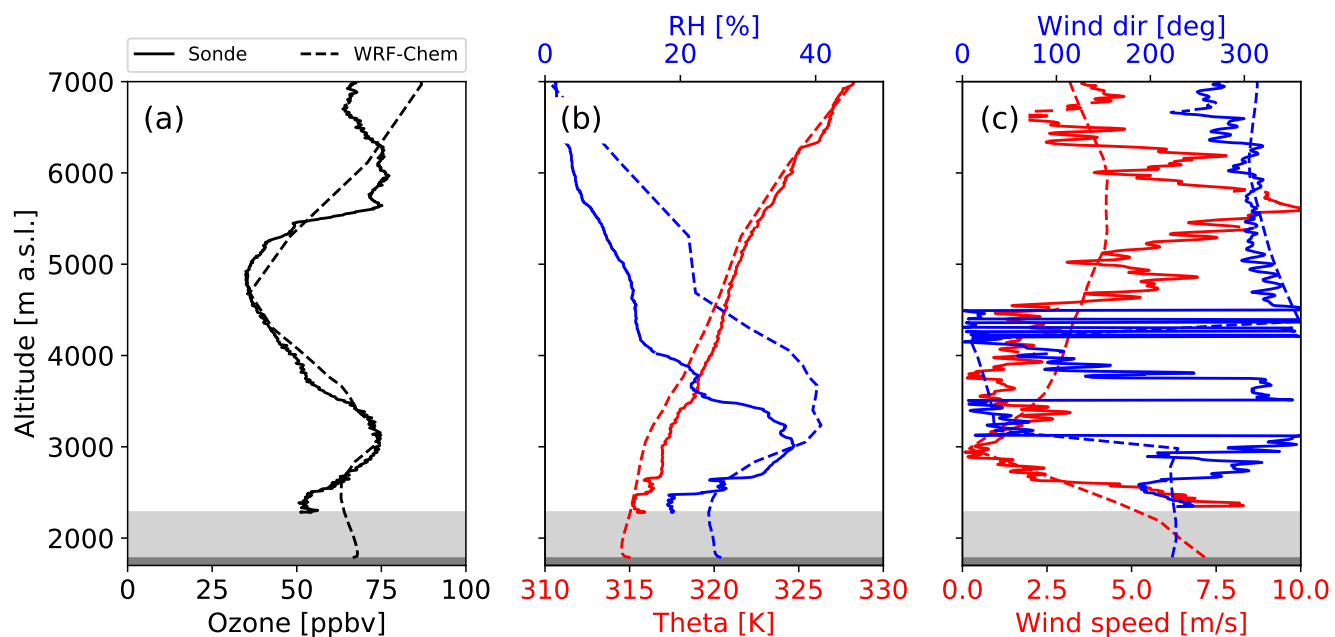 RH [%]
Wind dir [deg]
0 20 40
0 100 200 300
Sonde WRF-Chem
7000
6000
5000
4000
3000
2000
Altitude [m a.s.l.]
(a)
(b)
(c)
0 25 50 75 100
310 315 320 325 330
0.0 2.5 5.0 7.5 10.0
Ozone [ppbv]
Theta [K]
Wind speed [m/s]